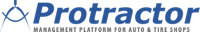 Protractor
MANAGEMENT PLATFORM FOR AUTO & TIRE SHOPS